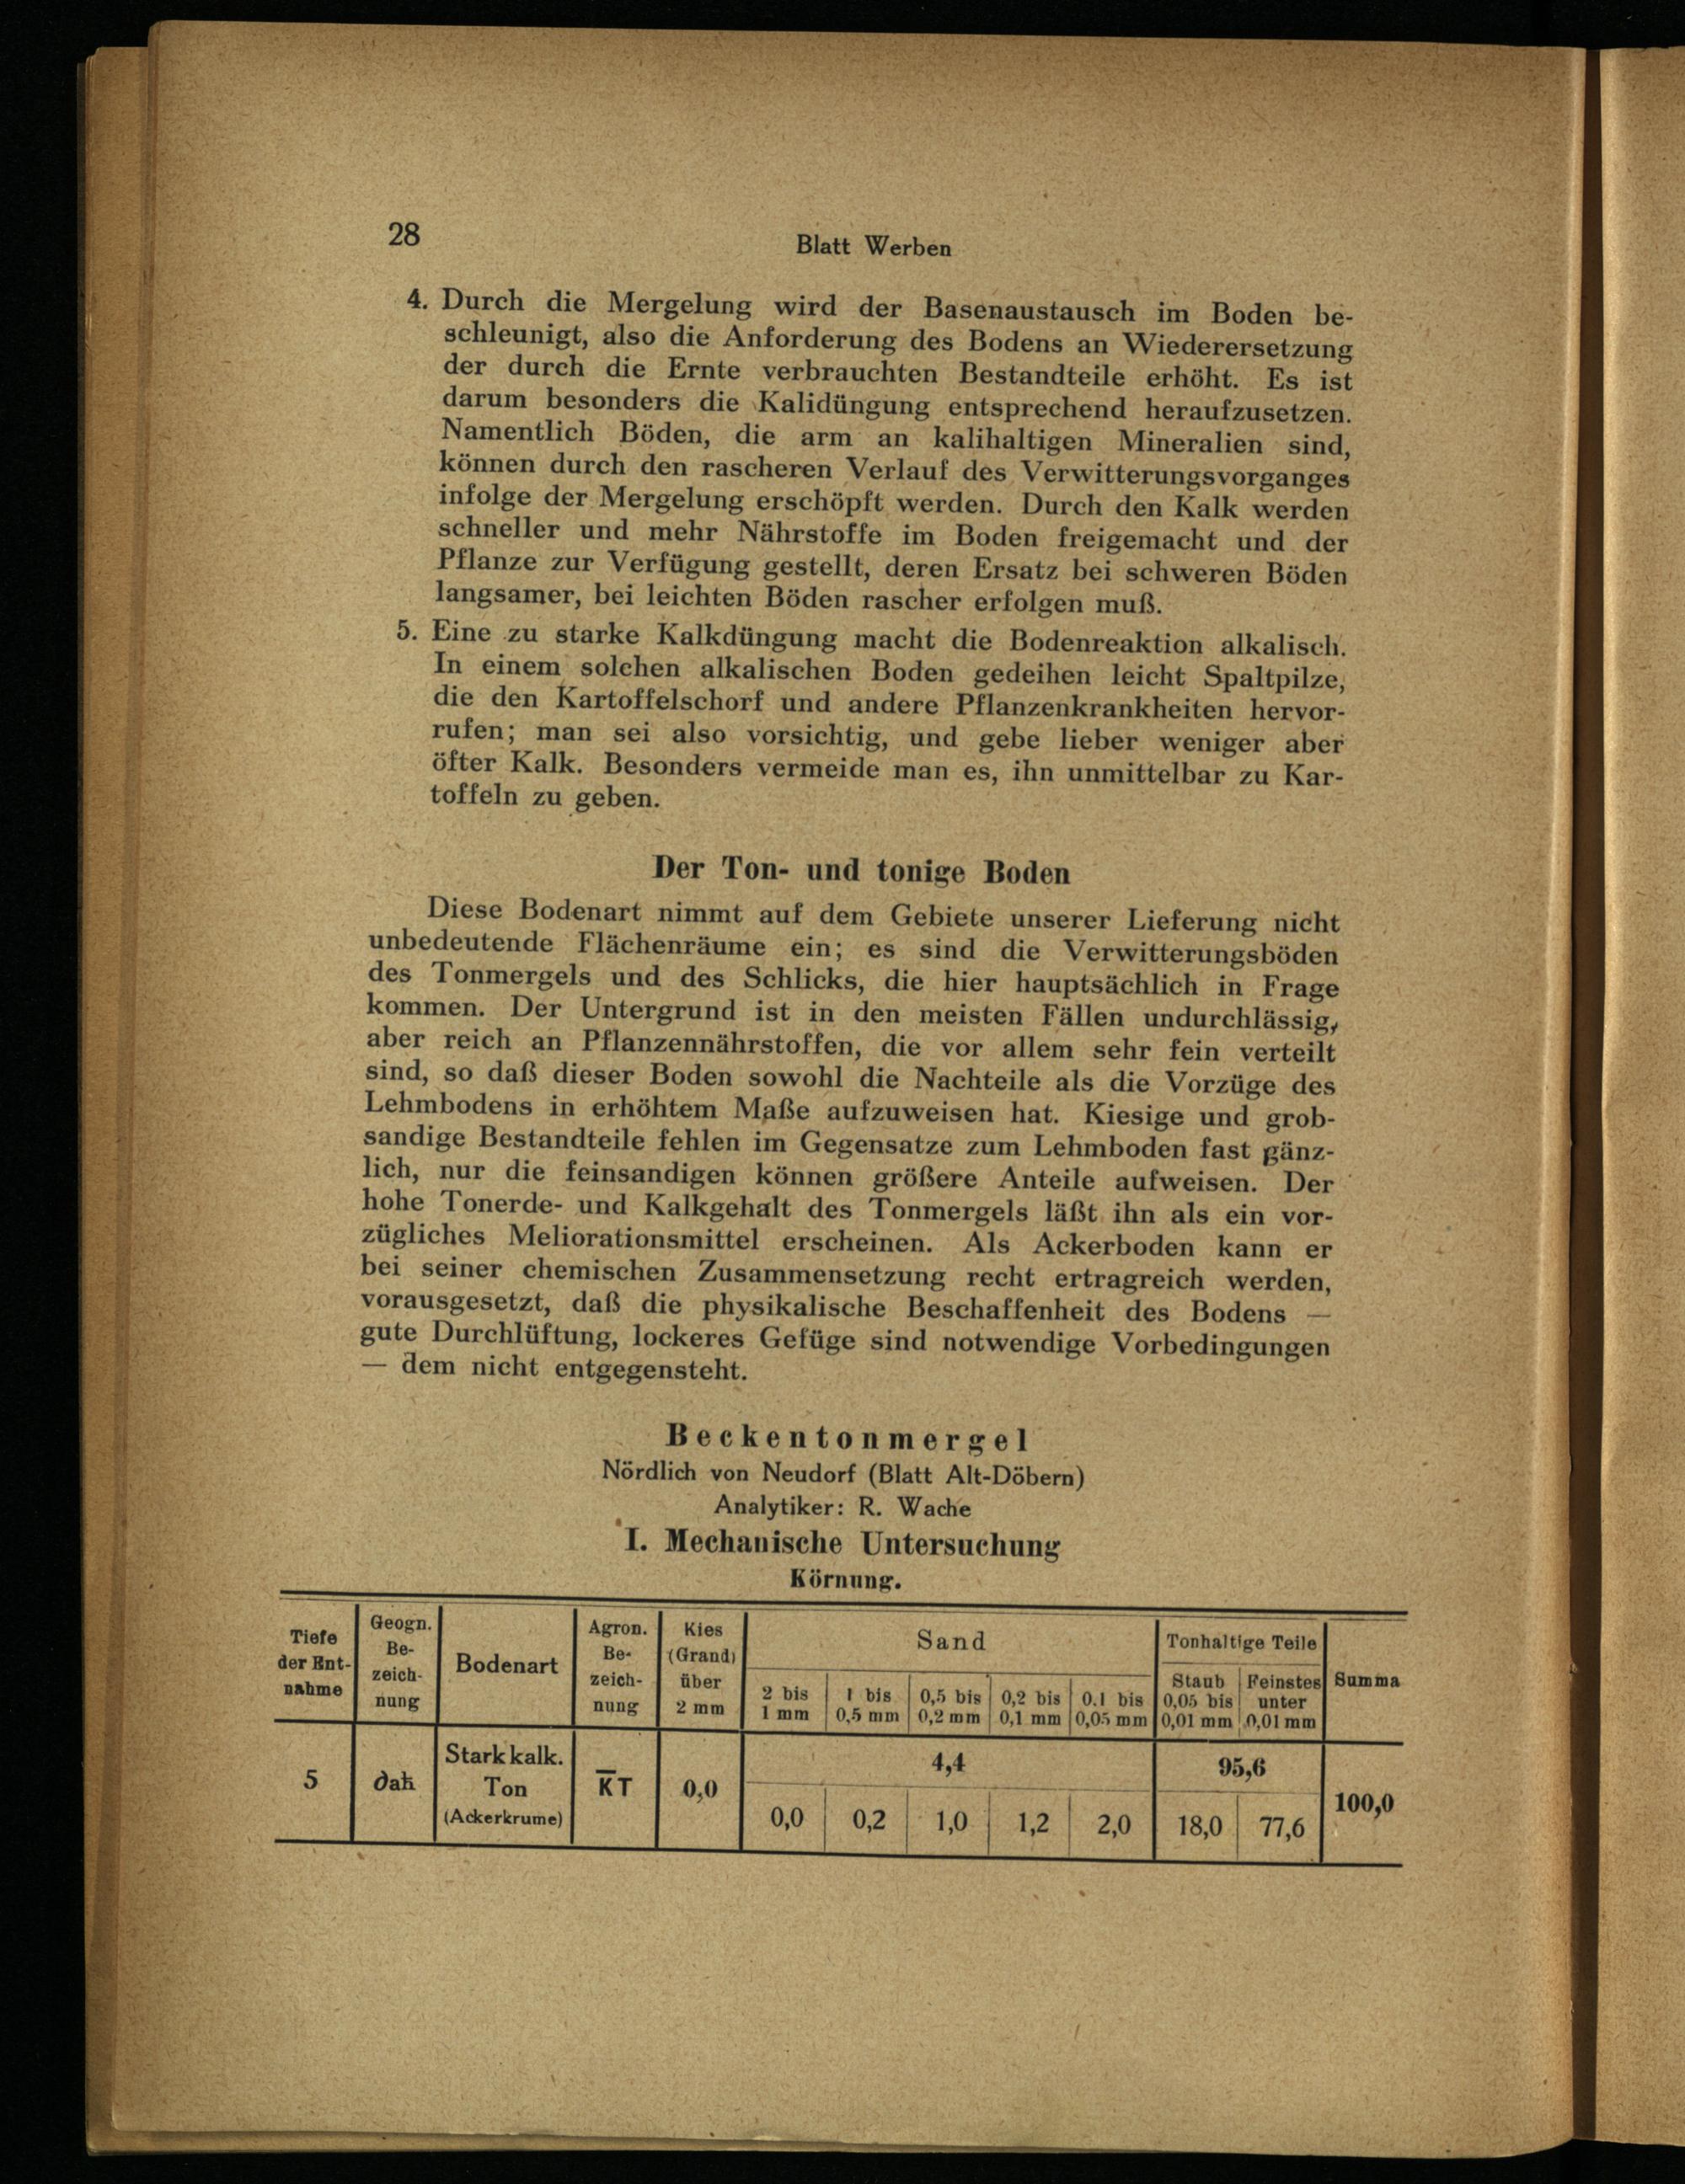 28
Blatt Werben
4. Durch die Mergelung wird der Basenaustausch im Boden be-
schleunigt, also die Anforderung des Bodens an Wiederersetzung
der durch die Ernte verbrauchten Bestandteile erhöht. Es ist
darum besonders die Kalidüngung entsprechend heraufzusetzen.
Namentlich Böden, die arm an kalihaltigen Mineralien sind,
können durch den rascheren Verlauf des Verwitterungsvorganges
infolge der Mergelung erschöpft werden. Durch den Kalk werden
schneller und mehr Nährstoffe im Boden freigemacht und der
Pflanze zur Verfügung gestellt, deren Ersatz bei schweren Böden
langsamer, bei leichten Böden rascher erfolgen muß.
5. Eine zu starke Kalkdüngung macht die Bodenreaktion alkalisch.
In einem solchen alkalischen Boden gedeihen leicht Spaltpilze,
die den Kartoffelschorf und andere Pflanzenkrankheiten hervor-
rufen; man sei also vorsichtig, und gebe lieber weniger aber
öfter Kalk. Besonders vermeide man es, ihn unmittelbar zu Kar-
toffeln zu geben.
Der Ton- und tonige Boden
Diese Bodenart nimmt auf dem Gebiete unserer Lieferung nicht
unbedeutende Flächenräume ein; es sind die Verwitterungsböden
des Tonmergels und des Schlicks, die hier hauptsächlich in Frage
kommen. Der Untergrund ist in den meisten Fällen undurchlässig,
aber reich an Pflanzennährstoffen, die vor allem sehr fein verteilt
sind, so daß dieser Boden sowohl die Nachteile als die Vorzüge des
Lehmbodens in erhöhtem Maße aufzuweisen hat. Kiesige und grob-
sandige Bestandteile fehlen im Gegensatze zum Lehmboden fast gänz-
lich, nur die feinsandigen können größere Anteile aufweisen. Der
hohe Tonerde- und Kalkgehalt des Tonmergels läßt ihn als ein vor-
zügliches Meliorationsmittel erscheinen. Als Ackerboden kann er
bei seiner chemischen Zusammensetzung recht ertragreich werden,
vorausgesetzt, daß die physikalische Beschaffenheit des Bodens —
gute Durchlüftung, lockeres Gefüge sind notwendige Vorbedingungen
— dem nicht entgegensteht.
Beckentonmergel
Nördlich von Neudorf (Blatt Alt-Döbern)
Analytiker: R. Wache
I. Mechanische Untersuchung
Körnung.
Tiefe
der Ent-
nahme
Geogn.
Be-
zeich-
nung
Bodenart
Agron.
Be-
zeich-
nung
Kies
(Grand)
über
2 mm
Sand
2 bis
1 mm
1 bis
0,5 mm
0,5 bis
0,2 mm
0,2 bis
0,1 mm
0.1 bis
0,05 mm
Tonhaltige Teile
Staub
0,05 bis
0,01 mm
Feinstes
unter
0,01 mm
Summa
5
∂ah
Stark kalk.
Ton
(Ackerkrume)
K̅T
0,0
4,4
0,0
0,2
1,0
1,2
2,0
95,6
18,0
77,6
100,0